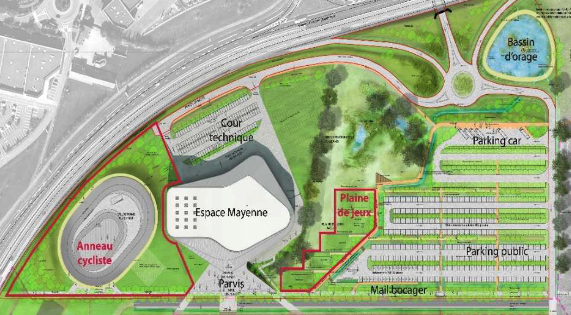 Bassin
d'orage
Cour
technique
Parking car
Plaine
de jeux
Espace Mayenne
Anneau
cycliste
Parking public
Parvis
Mail bocager